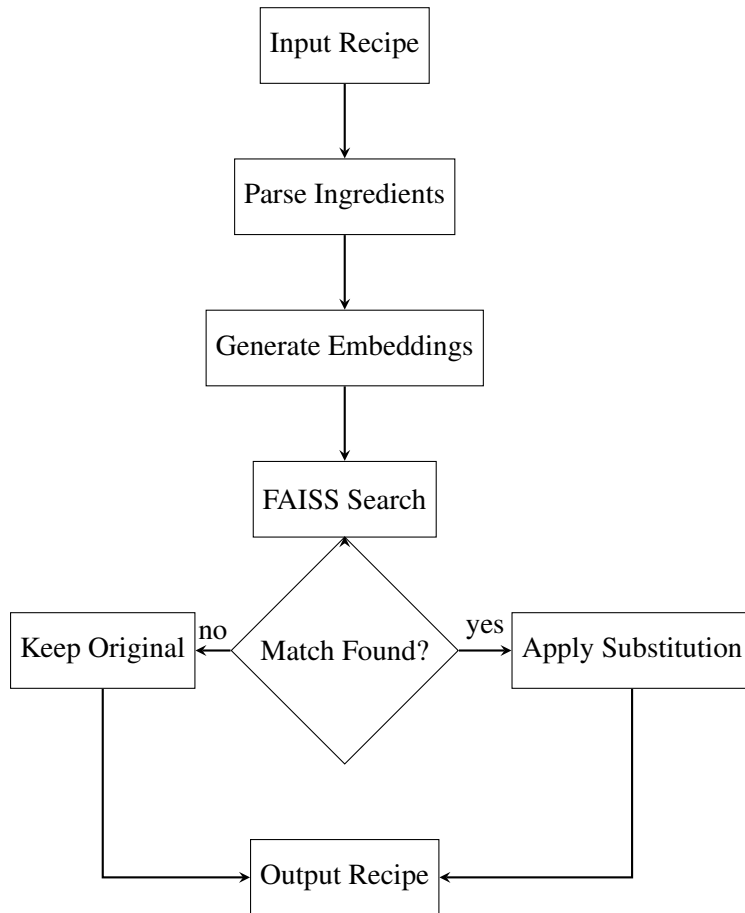 Input Recipe
Parse Ingredients
Generate Embeddings
FAISS Search
Keep Original
no
Match Found?
yes
Apply Substitution
Output Recipe